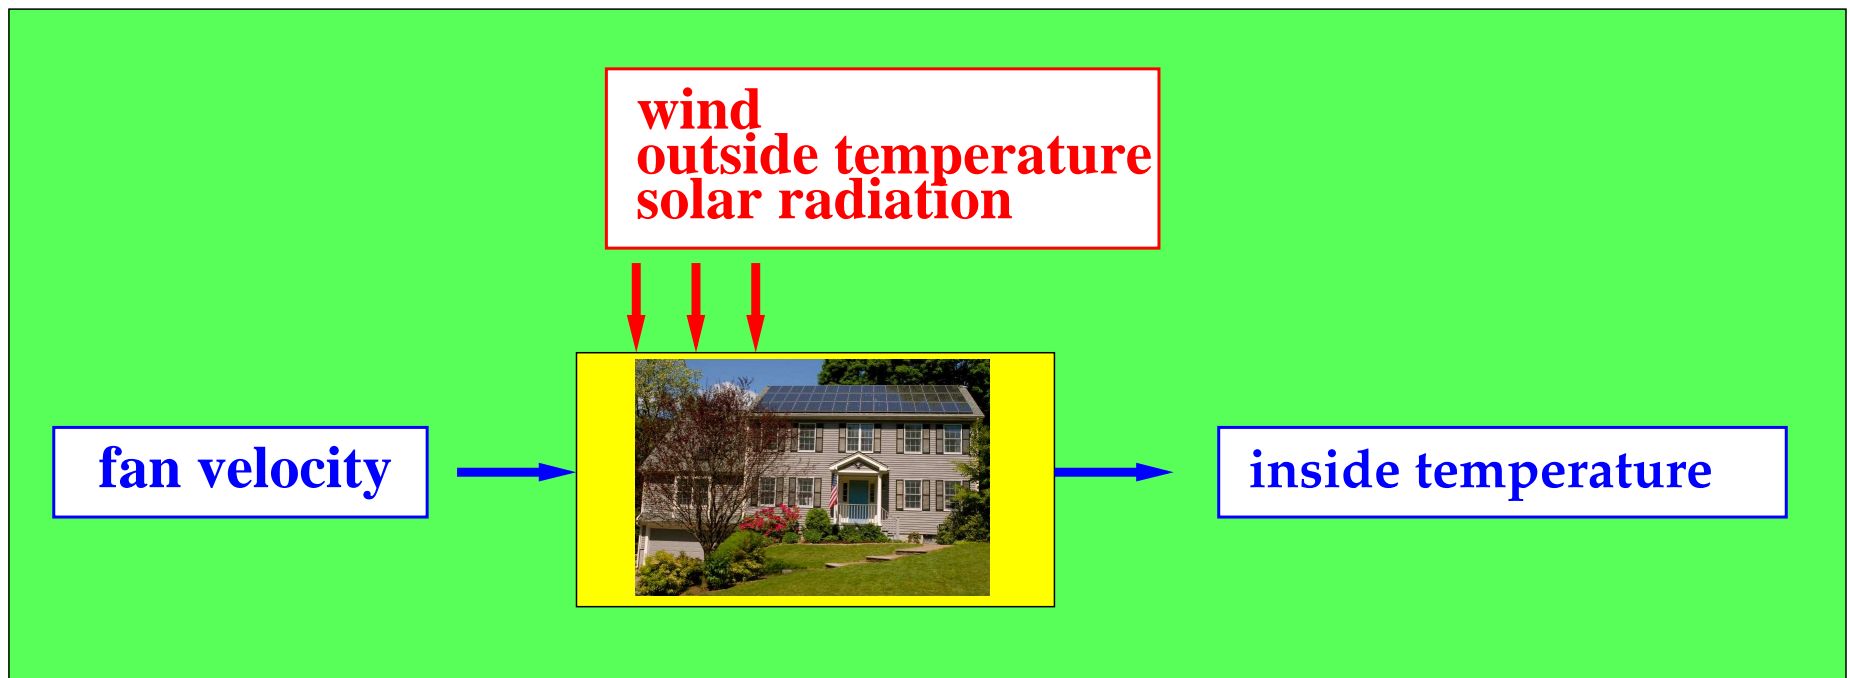 wind
outside temperature
solar radiation
fan velocity
inside temperature